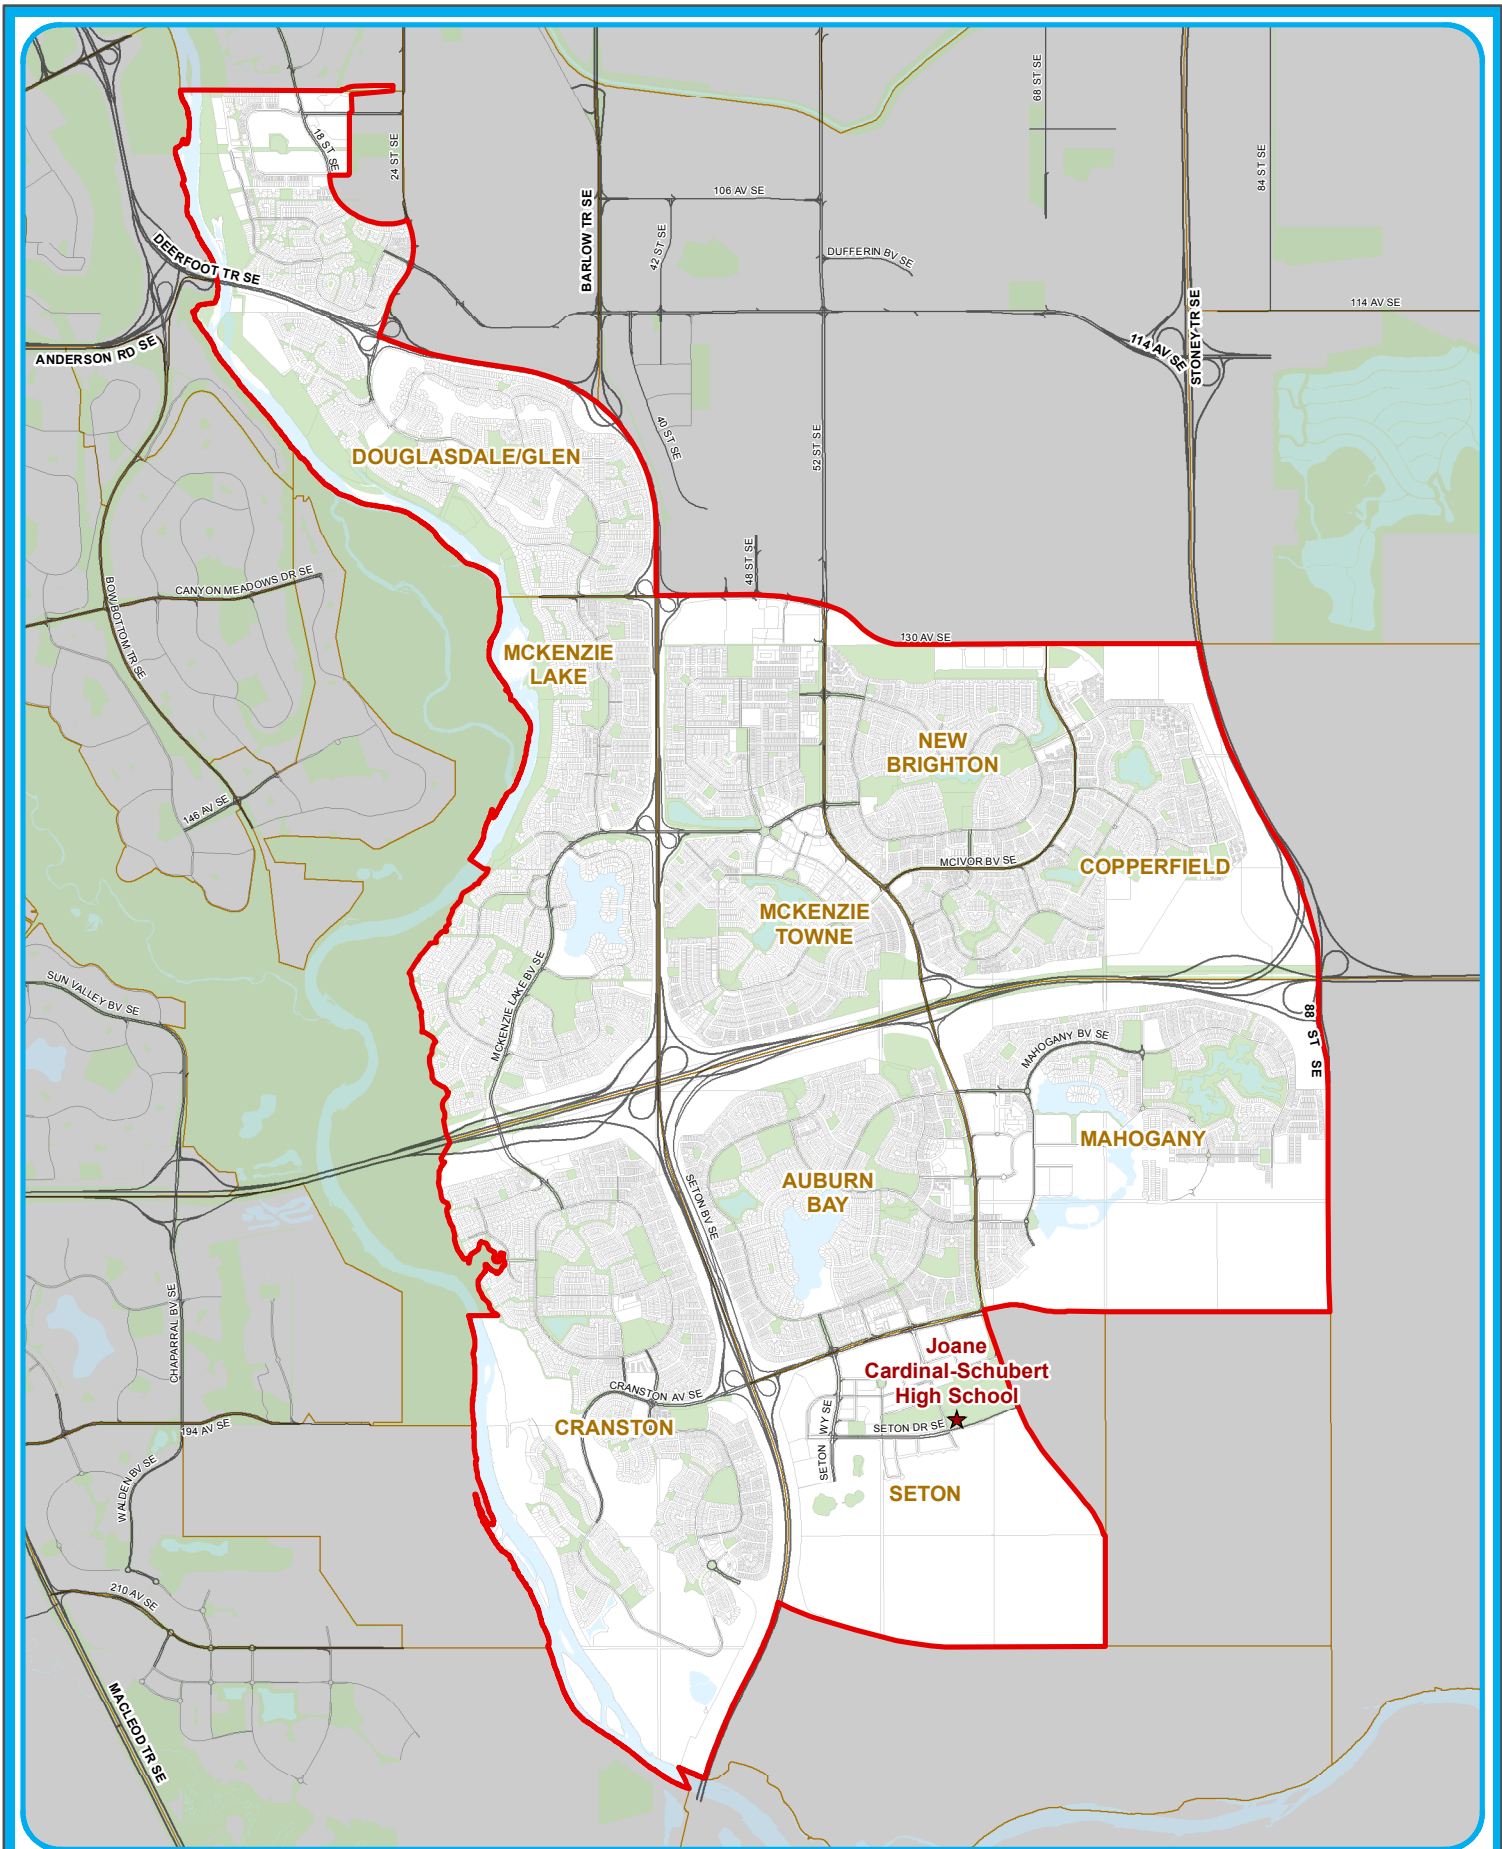 68 ST SE
18 ST SE
24 ST SE
84 ST SE
106 AV SE
BARLOW TR SE
42 ST SE
DEERFOOT TR SE
DUFFERIN BV SE
114 AV SE
STONEY TR SE
114 AV SE
ANDERSON RD SE
40 ST SE
52 ST SE
DOUGLASDALE/GLEN
48 ST SE
CANYON MEADOWS DR SE
BOW BOTTOM TR SE
130 AV SE
MCKENZIE
LAKE
NEW
BRIGHTON
146 AV SE
MCIVOR BV SE
COPPERFIELD
MCKENZIE
TOWNE
SUN VALLEY BV SE
MCKENZIE LAKE BV SE
88 ST SE
MAHOGANY BV SE
MAHOGANY
AUBURN
BAY
SETON BV SE
CHAPARRAL BV SE
Joane
Cardinal-Schubert
High School
CRANSTON AV SE
194 AV SE
CRANSTON
SETON WY SE
SETON DR SE
WALDEN BV SE
SETON
210 AV SE
MACLEOD TR SE